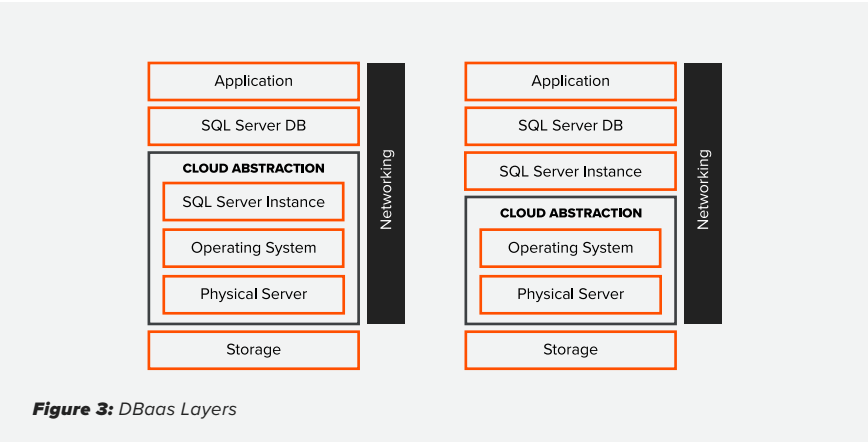 Application
SQL Server DB
CLOUD ABSTRACTION
SQL Server Instance
Operating System
Physical Server
Storage
Networking
Application
SQL Server DB
SQL Server Instance
CLOUD ABSTRACTION
Operating System
Physical Server
Storage
Networking
Figure 3: DBaas Layers